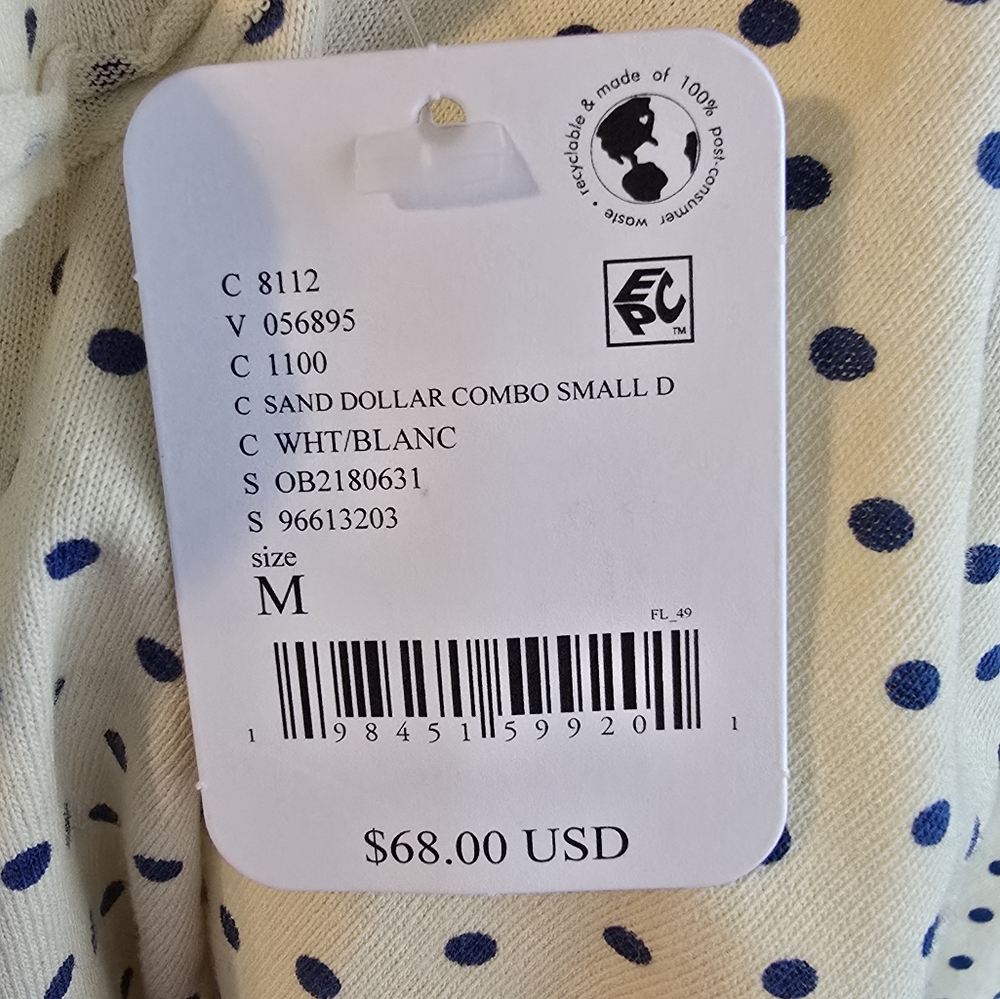 recyclable & made of 100% post-consumer waste •
EPC™
C 8112
V 056895
C 1100
C SAND DOLLAR COMBO SMALL D
C WHT/BLANC
S OB2180631
S 96613203
size
M
FL_49
1 98451 59920 1
$68.00 USD